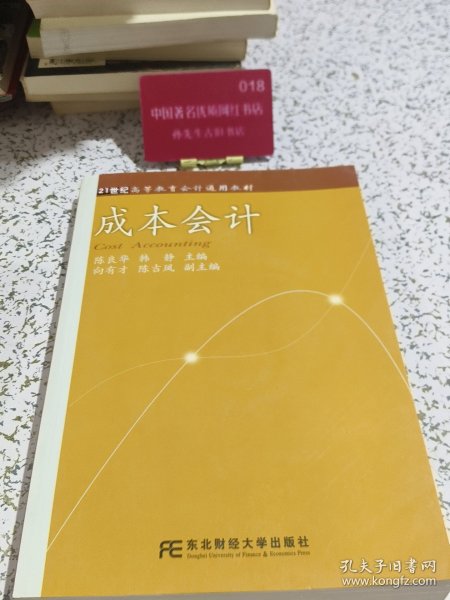 018
中国著名优质网红书店
孙先生古旧书店
21世纪高等教育会计通用教材
成本会计
Cost Accounting
陈良华 韩静 主编
向有才 陈吉凤 副主编
东北财经大学出版社
Dongbei University of Finance & Economics Press
孔夫子旧书网
www.kongfz.com